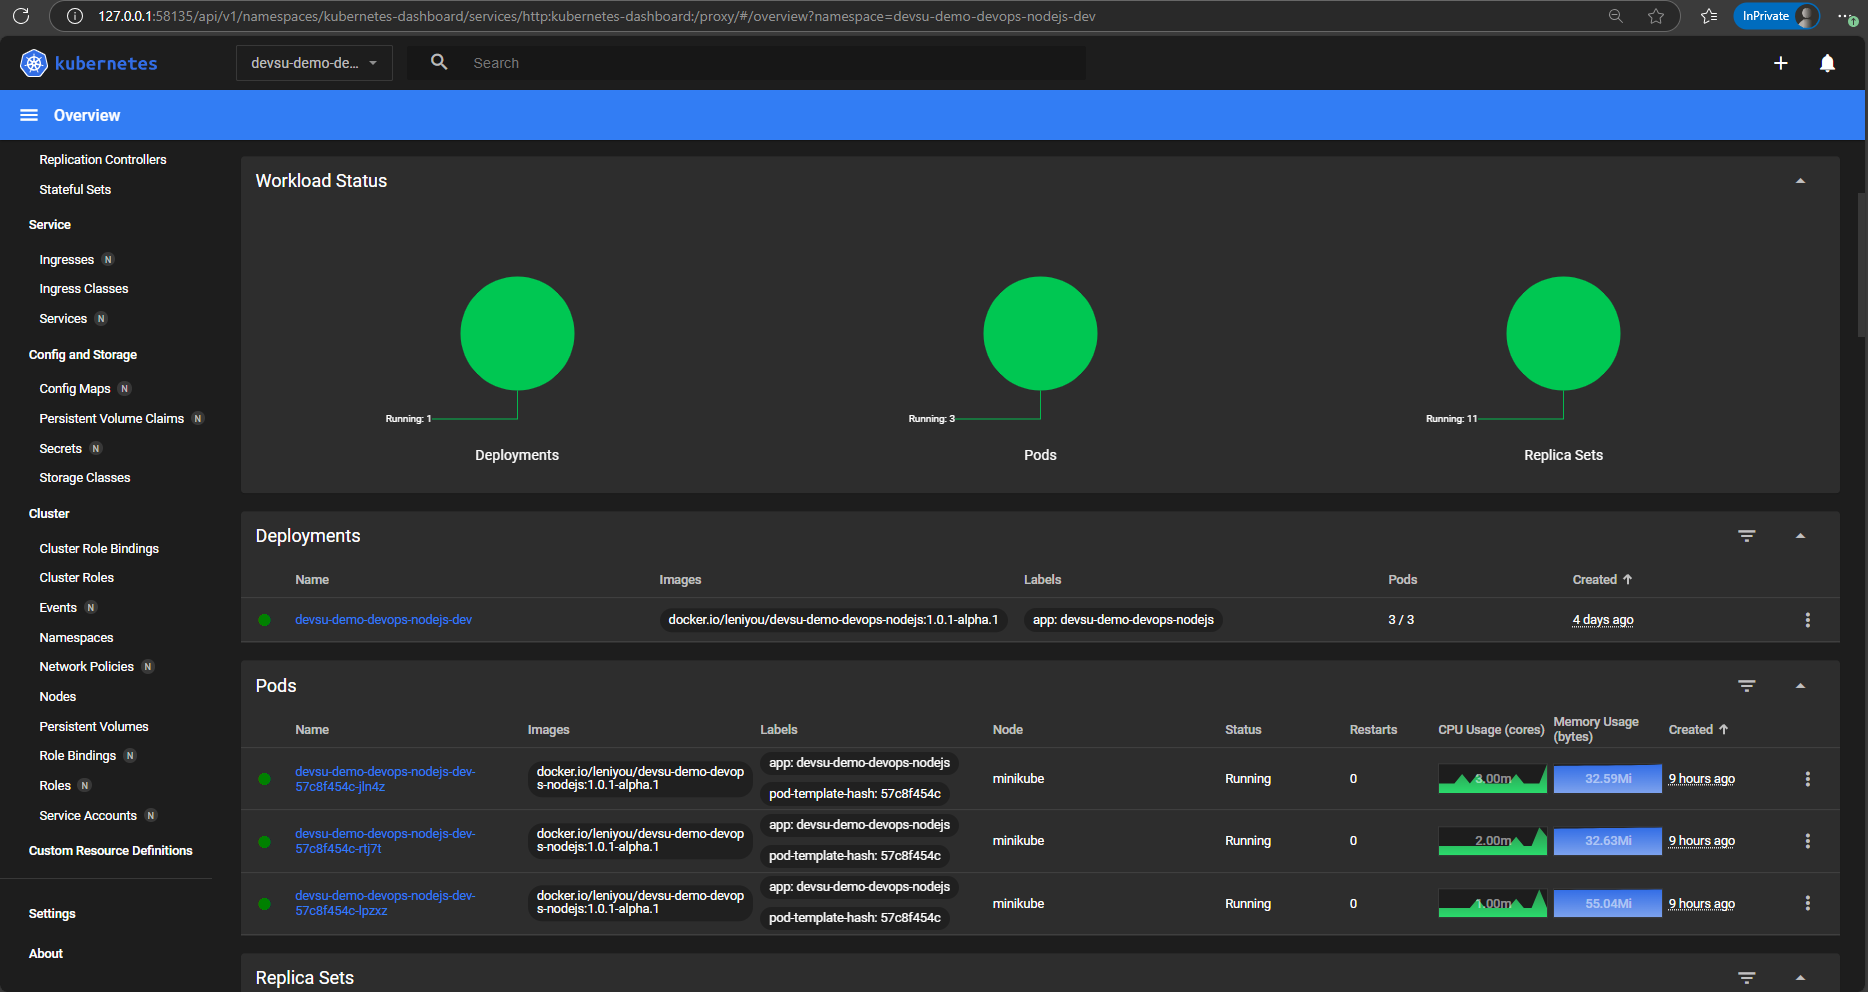 127.0.0.1:58135/api/v1/namespaces/kubernetes-dashboard/services/http:kubernetes-dashboard:/proxy/#/overview?namespace=devsu-demo-devops-nodejs-dev
InPrivate
kubernetes
devsu-demo-de...
Search
Overview
Replication Controllers
Stateful Sets
Service
Ingresses N
Ingress Classes
Services N
Config and Storage
Config Maps N
Persistent Volume Claims N
Secrets N
Storage Classes
Cluster
Cluster Role Bindings
Cluster Roles
Events N
Namespaces
Network Policies N
Nodes
Persistent Volumes
Role Bindings N
Roles N
Service Accounts N
Custom Resource Definitions
Settings
About
Workload Status
Running: 1
Deployments
Running: 3
Pods
Running: 11
Replica Sets
Deployments
Name Images Labels Pods Created
devsu-demo-devops-nodejs-dev docker.io/leniyou/devsu-demo-devops-nodejs:1.0.1-alpha.1 app: devsu-demo-devops-nodejs 3 / 3 4 days ago
Pods
Name Images Labels Node Status Restarts CPU Usage (cores) Memory Usage (bytes) Created
devsu-demo-devops-nodejs-dev-
57c8f454c-jln4z
docker.io/leniyou/devsu-demo-devop
s-nodejs:1.0.1-alpha.1
app: devsu-demo-devops-nodejs
pod-template-hash: 57c8f454c
minikube Running 0 3.00m 32.59Mi 9 hours ago
devsu-demo-devops-nodejs-dev-
57c8f454c-rtj7t
docker.io/leniyou/devsu-demo-devop
s-nodejs:1.0.1-alpha.1
app: devsu-demo-devops-nodejs
pod-template-hash: 57c8f454c
minikube Running 0 2.00m 32.63Mi 9 hours ago
devsu-demo-devops-nodejs-dev-
57c8f454c-lpzxz
docker.io/leniyou/devsu-demo-devop
s-nodejs:1.0.1-alpha.1
app: devsu-demo-devops-nodejs
pod-template-hash: 57c8f454c
minikube Running 0 1.00m 55.04Mi 9 hours ago
Replica Sets